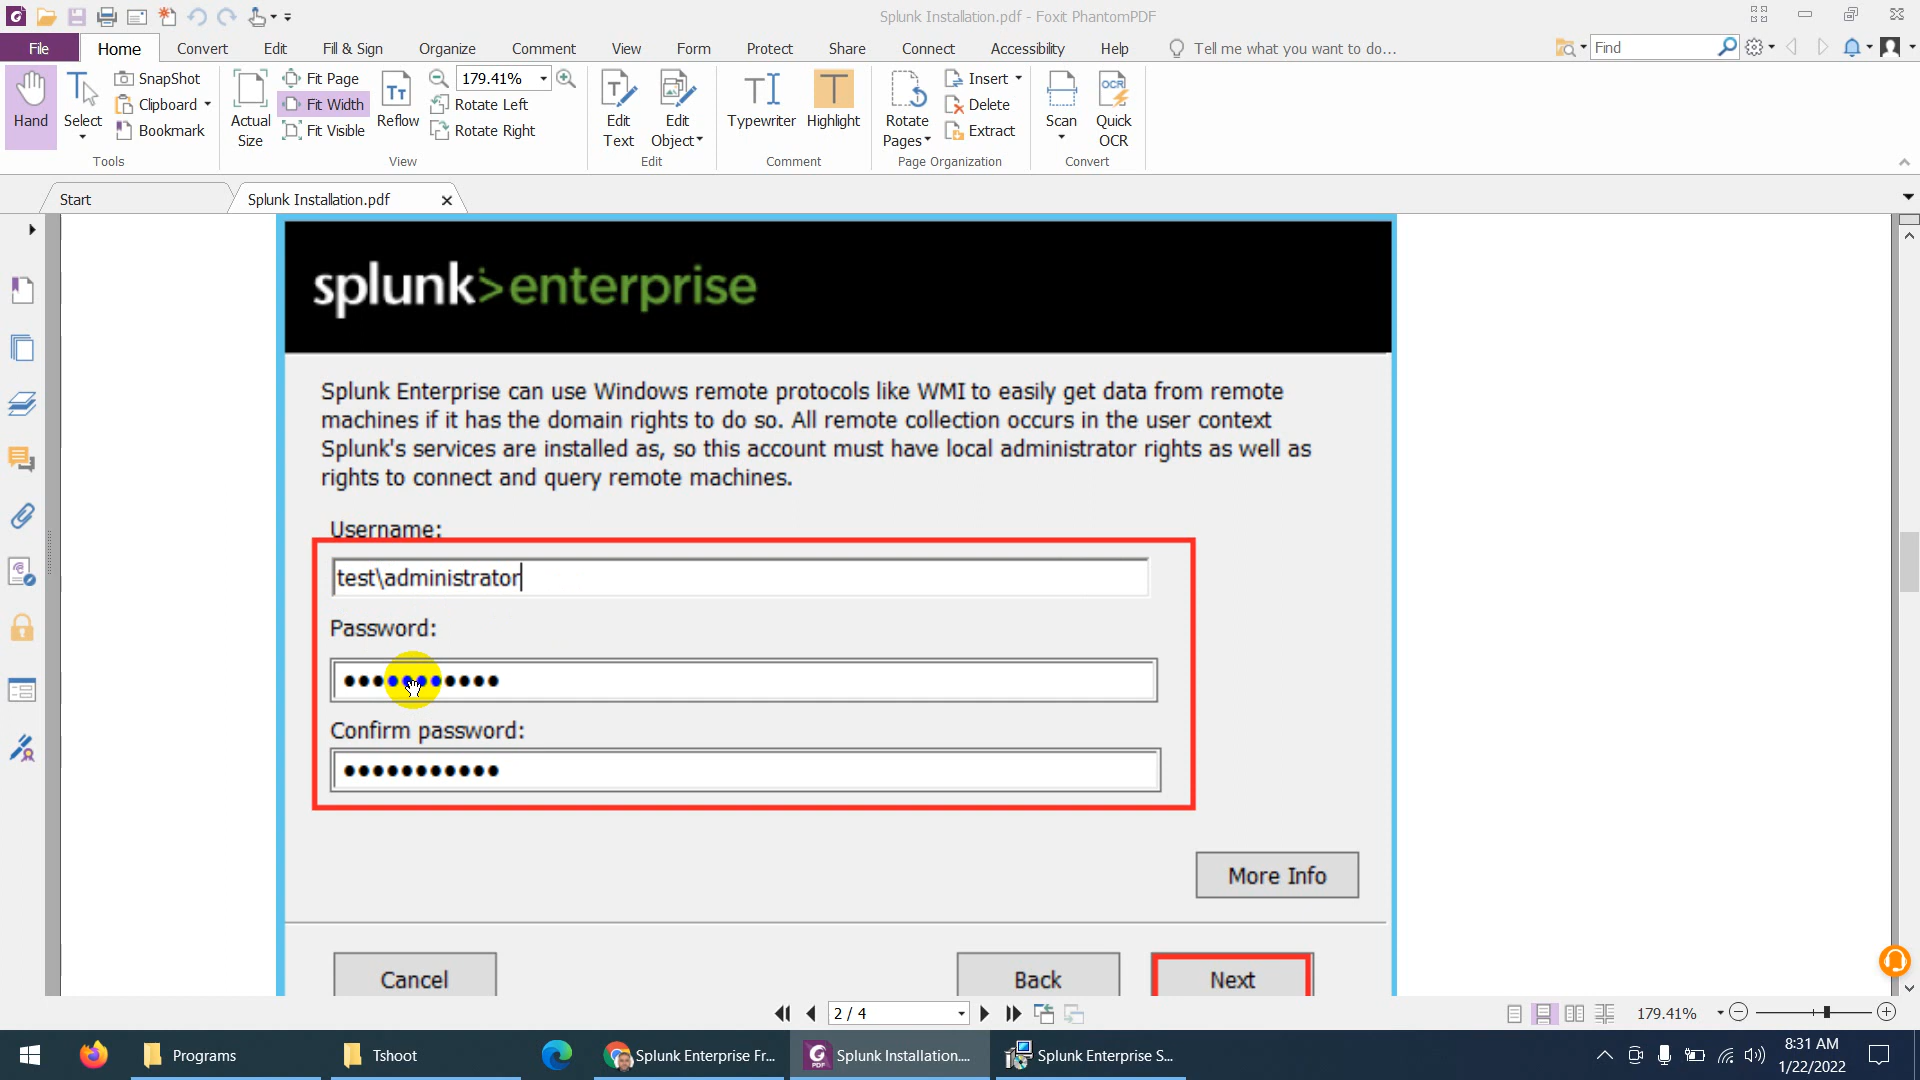 Splunk Installation.pdf - Foxit PhantomPDF
File
Home
Convert
Edit
Fill & Sign
Organize
Comment
View
Form
Protect
Share
Connect
Accessibility
Help
Tell me what you want to do...
Find
Hand
Select
SnapShot
Clipboard
Bookmark
Tools
Actual Size
Fit Page
Fit Width
Fit Visible
Reflow
179.41%
Rotate Left
Rotate Right
View
Edit Text
Edit Object
Edit
Typewriter
Highlight
Comment
Rotate Pages
Insert
Delete
Extract
Page Organization
Scan
OCR
Quick OCR
Convert
Start
Splunk Installation.pdf
splunk>enterprise
Splunk Enterprise can use Windows remote protocols like WMI to easily get data from remote
machines if it has the domain rights to do so. All remote collection occurs in the user context
Splunk's services are installed as, so this account must have local administrator rights as well as
rights to connect and query remote machines.
Username:
test\administrator
Password:
●●●●●●●●●●●
Confirm password:
●●●●●●●●●●●
More Info
Cancel
Back
Next
2 / 4
179.41%
Programs
Tshoot
Splunk Enterprise Fr...
Splunk Installation....
Splunk Enterprise S...
8:31 AM
1/22/2022